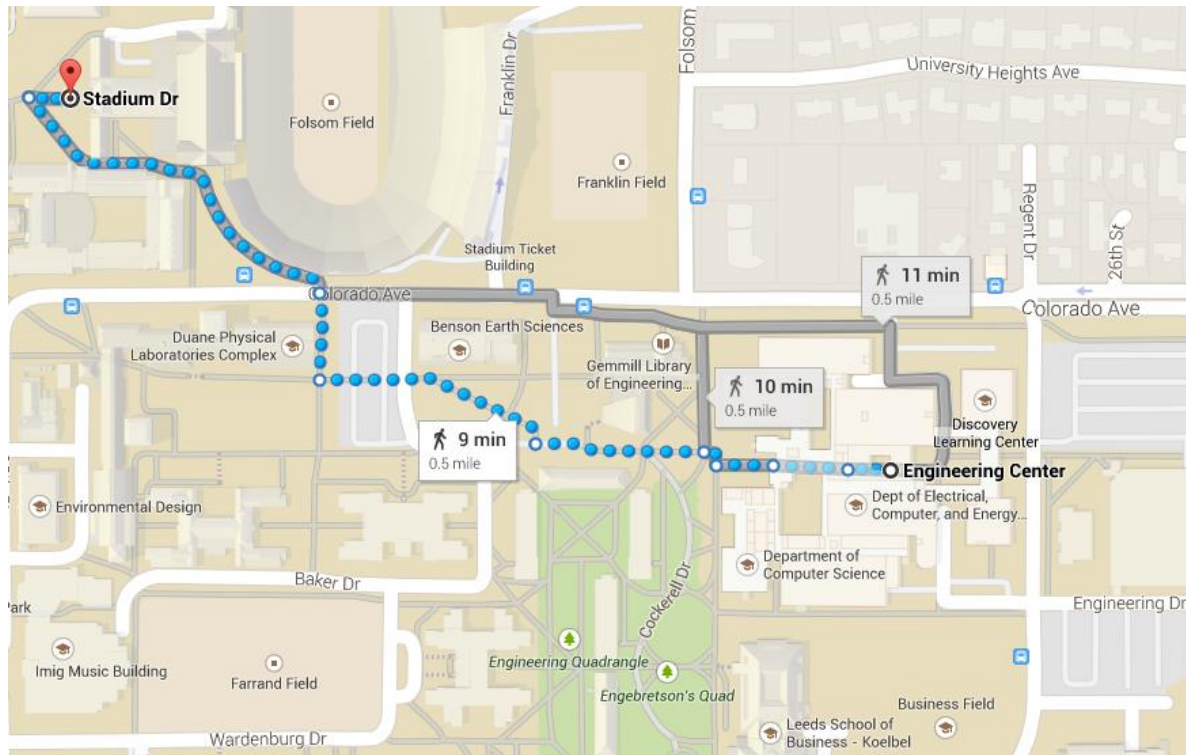 Stadium Dr
Folsom Field
Franklin Dr
Folsom
University Heights Ave
Franklin Field
Regent Dr
26th St
Stadium Ticket
Building
11 min
0.5 mile
Colorado Ave
Colorado Ave
Duane Physical
Laboratories Complex
Benson Earth Sciences
Gemmill Library
of Engineering...
10 min
0.5 mile
9 min
0.5 mile
Discovery
Learning Center
Engineering Center
Dept of Electrical,
Computer, and Energy...
Environmental Design
Department of
Computer Science
Baker Dr
Cockerell Dr
Engineering Dr
Park
Imig Music Building
Farrand Field
Engineering Quadrangle
Engebretson's Quad
Business Field
Leeds School of
Business - Koelbel
Wardenburg Dr